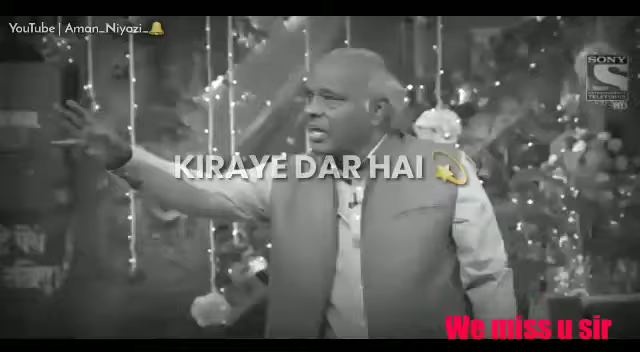 YouTube | Aman_Niyazi_🔔
SONY
S
KIRAYE DAR HAI 💫
We miss u sir